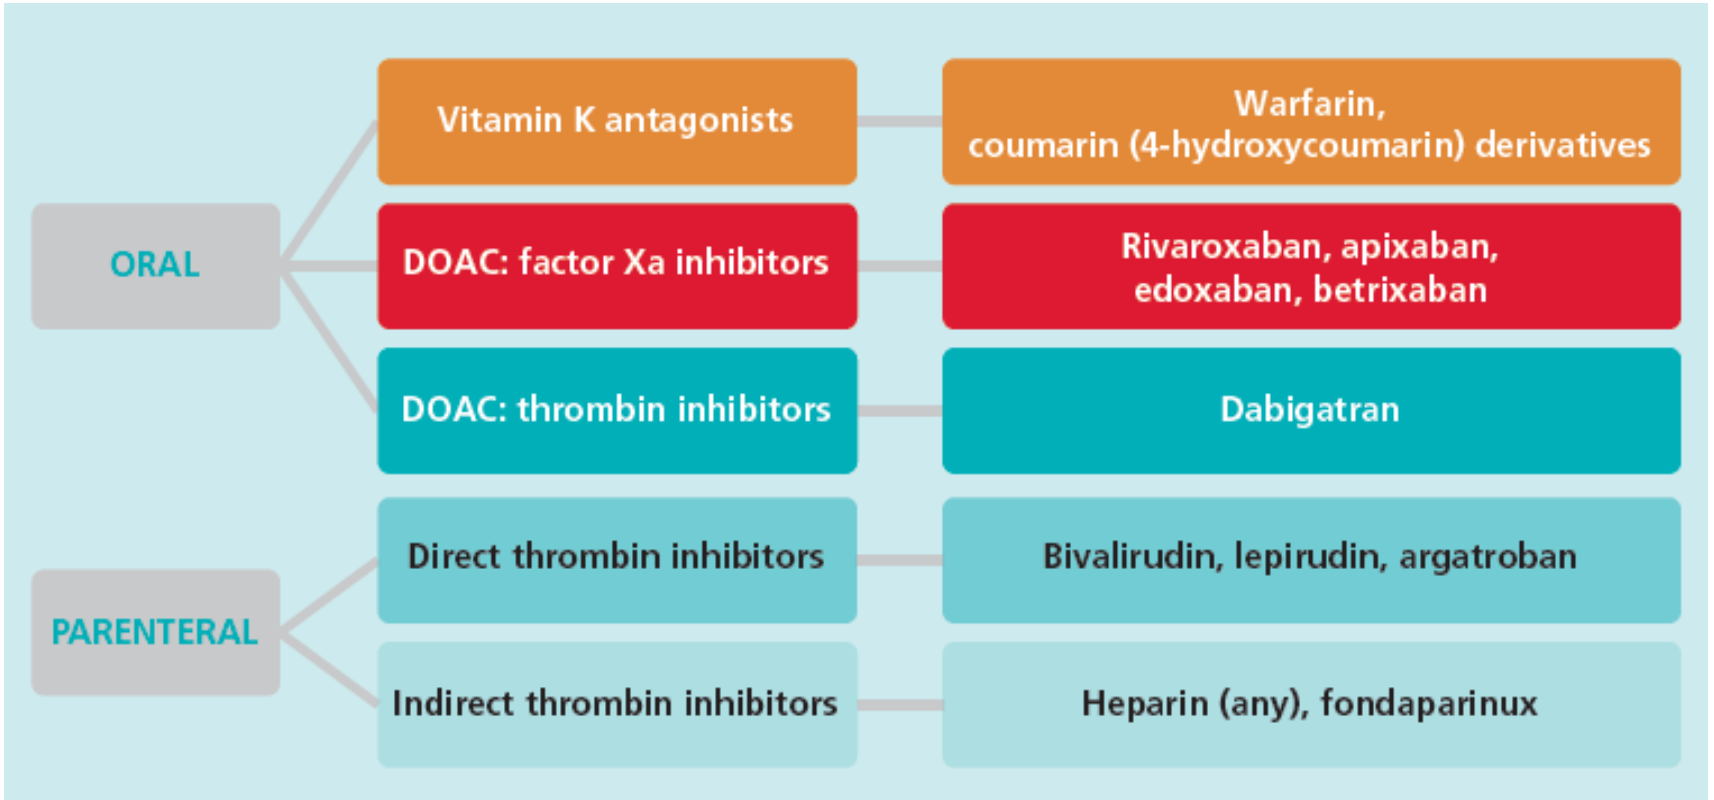 ORAL
Vitamin K antagonists
Warfarin,
coumarin (4-hydroxycoumarin) derivatives
DOAC: factor Xa inhibitors
Rivaroxaban, apixaban,
edoxaban, betrixaban
DOAC: thrombin inhibitors
Dabigatran
PARENTERAL
Direct thrombin inhibitors
Bivalirudin, lepirudin, argatroban
Indirect thrombin inhibitors
Heparin (any), fondaparinux